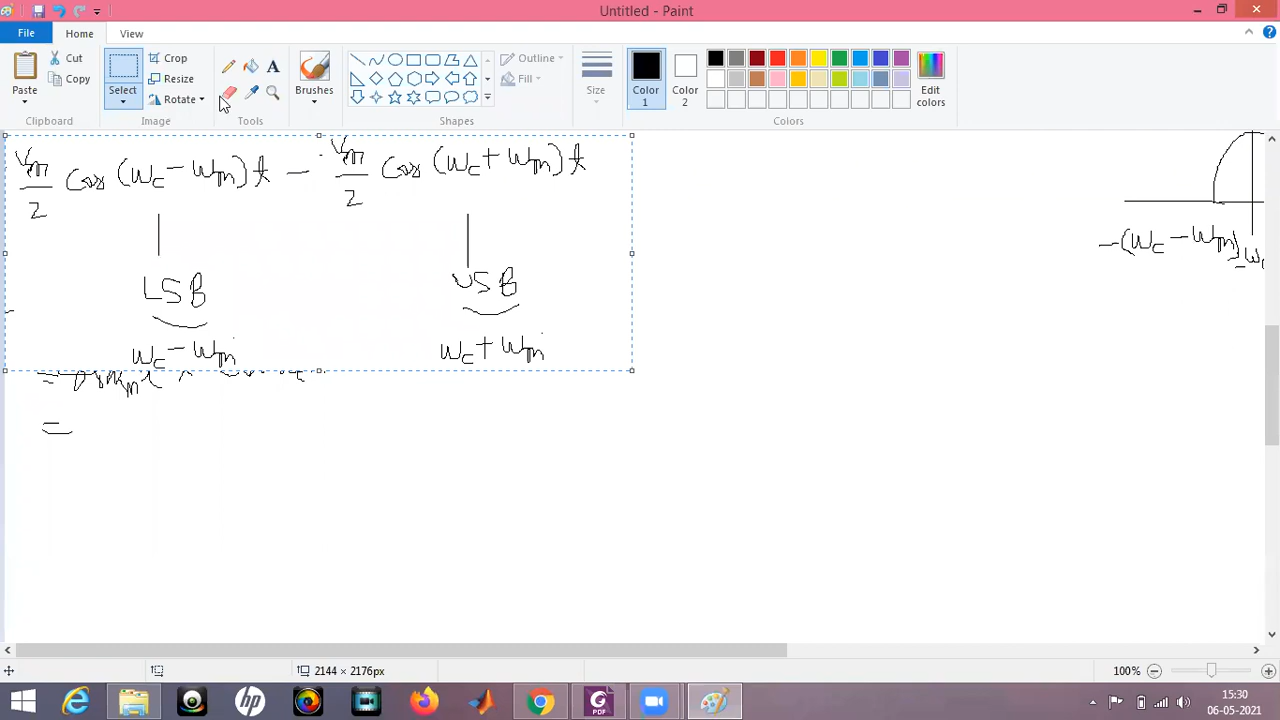 Untitled - Paint
File Home View
Paste
Cut
Copy
Clipboard
Select
Crop
Resize
Rotate
Image
A
Tools
Brushes
Outline
Fill
Shapes
Size
Color 1
Color 2
Edit colors
Colors
Vm/2 Cos (Wc - Wm)t - Vm/2 Cos (Wc + Wm)t
LSB USB
Wc - Wm Wc + Wm
=
=
-(Wc - Wm)
2144 × 2176px
100%
PDF
15:30
06-05-2021